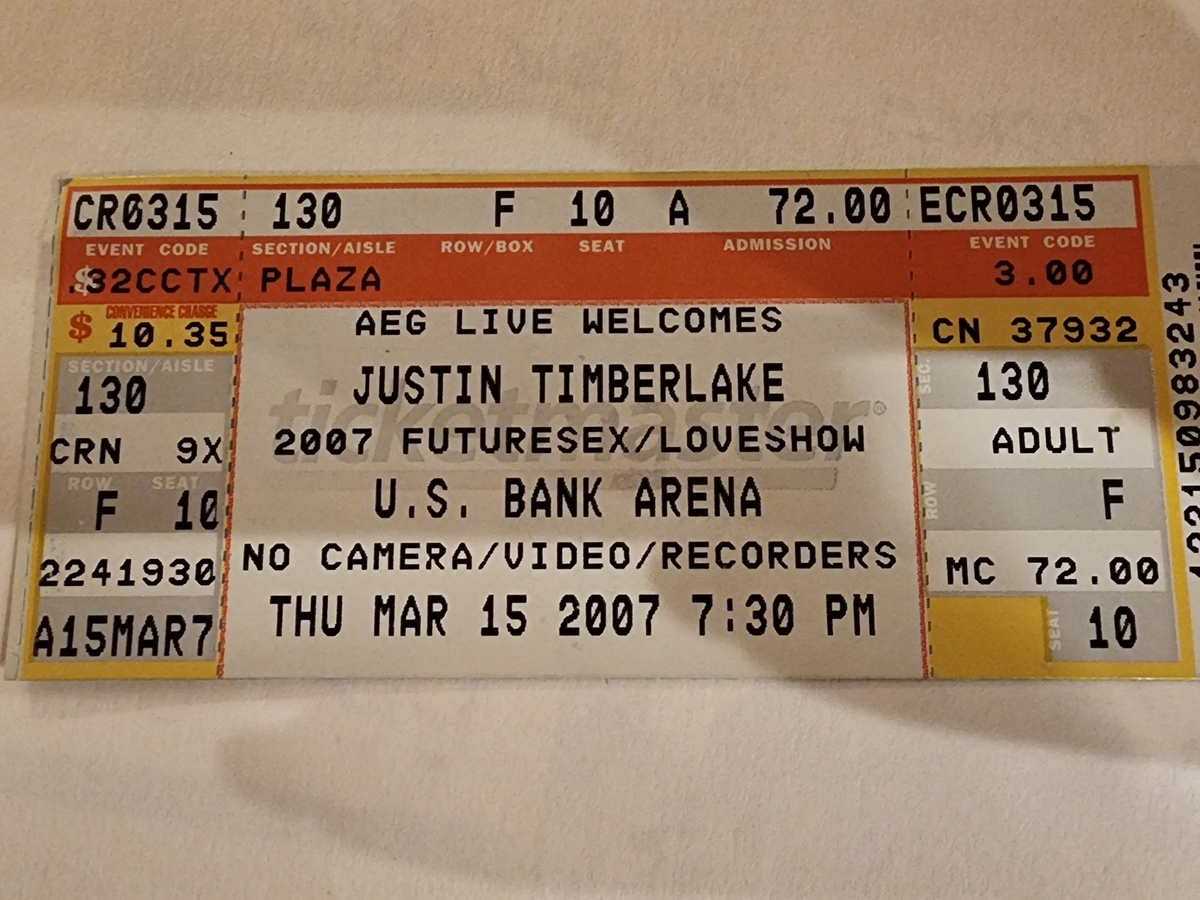 CR0315 130 F 10 A 72.00 ECR0315
EVENT CODE SECTION/AISLE ROW/BOX SEAT ADMISSION EVENT CODE
$ .32CCTX PLAZA 3.00
CONVENIENCE CHARGE
$ 10.35 AEG LIVE WELCOMES CN 37932
SECTION/AISLE SEC.
130 JUSTIN TIMBERLAKE 130
ticketmaster®
CRN 9X 2007 FUTURESEX/LOVESHOW ADULT
ROW SEAT ROW
F 10 U.S. BANK ARENA F
2241930 NO CAMERA/VIDEO/RECORDERS MC 72.00
A15MAR7 THU MAR 15 2007 7:30 PM SEAT 10